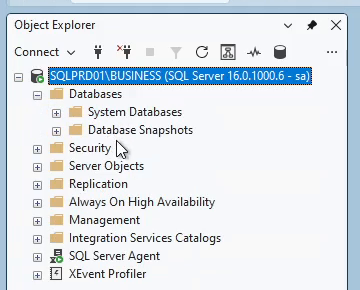 Object Explorer
Connect
SQLPRD01\BUSINESS (SQL Server 16.0.1000.6 - sa)
Databases
System Databases
Database Snapshots
Security
Server Objects
Replication
Always On High Availability
Management
Integration Services Catalogs
SQL Server Agent
XEvent Profiler